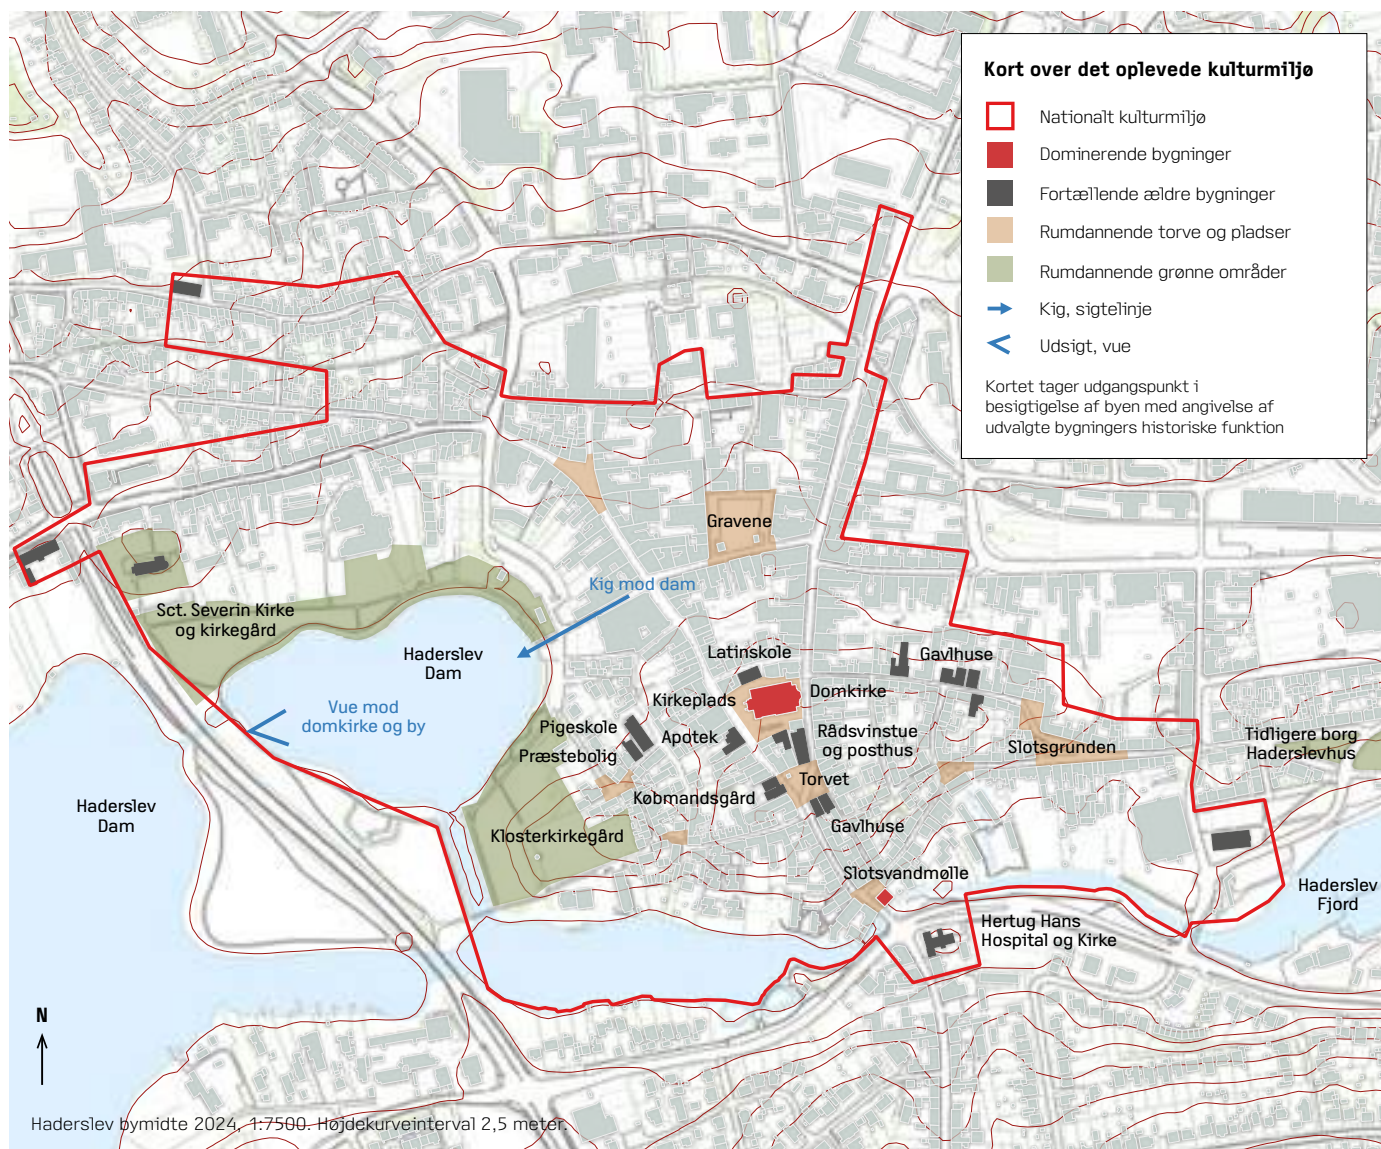 Kort over det oplevede kulturmiljø
Nationalt kulturmiljø
Dominerende bygninger
Fortællende ældre bygninger
Rumdannende torve og pladser
Rumdannende grønne områder
Kig, sigtelinje
Udsigt, vue
Kortet tager udgangspunkt i
besigtigelse af byen med angivelse af
udvalgte bygningers historiske funktion
Gravene
Kig mod dam
Sct. Severin Kirke
og kirkegård
Haderslev
Dam
Latinskole
Gavlhuse
Kirkeplads
Domkirke
Vue mod
domkirke og by
Pigeskole
Præstebolig
Apotek
Rådsvinstue
og posthus
Slotsgrunden
Tidligere borg
Haderslevhus
Torvet
Købmandsgård
Haderslev
Dam
Klosterkirkegård
Gavlhuse
Slotsvandmølle
Haderslev
Fjord
Hertug Hans
Hospital og Kirke
N
Haderslev bymidte 2024, 1:7500. Højdekurveinterval 2,5 meter.